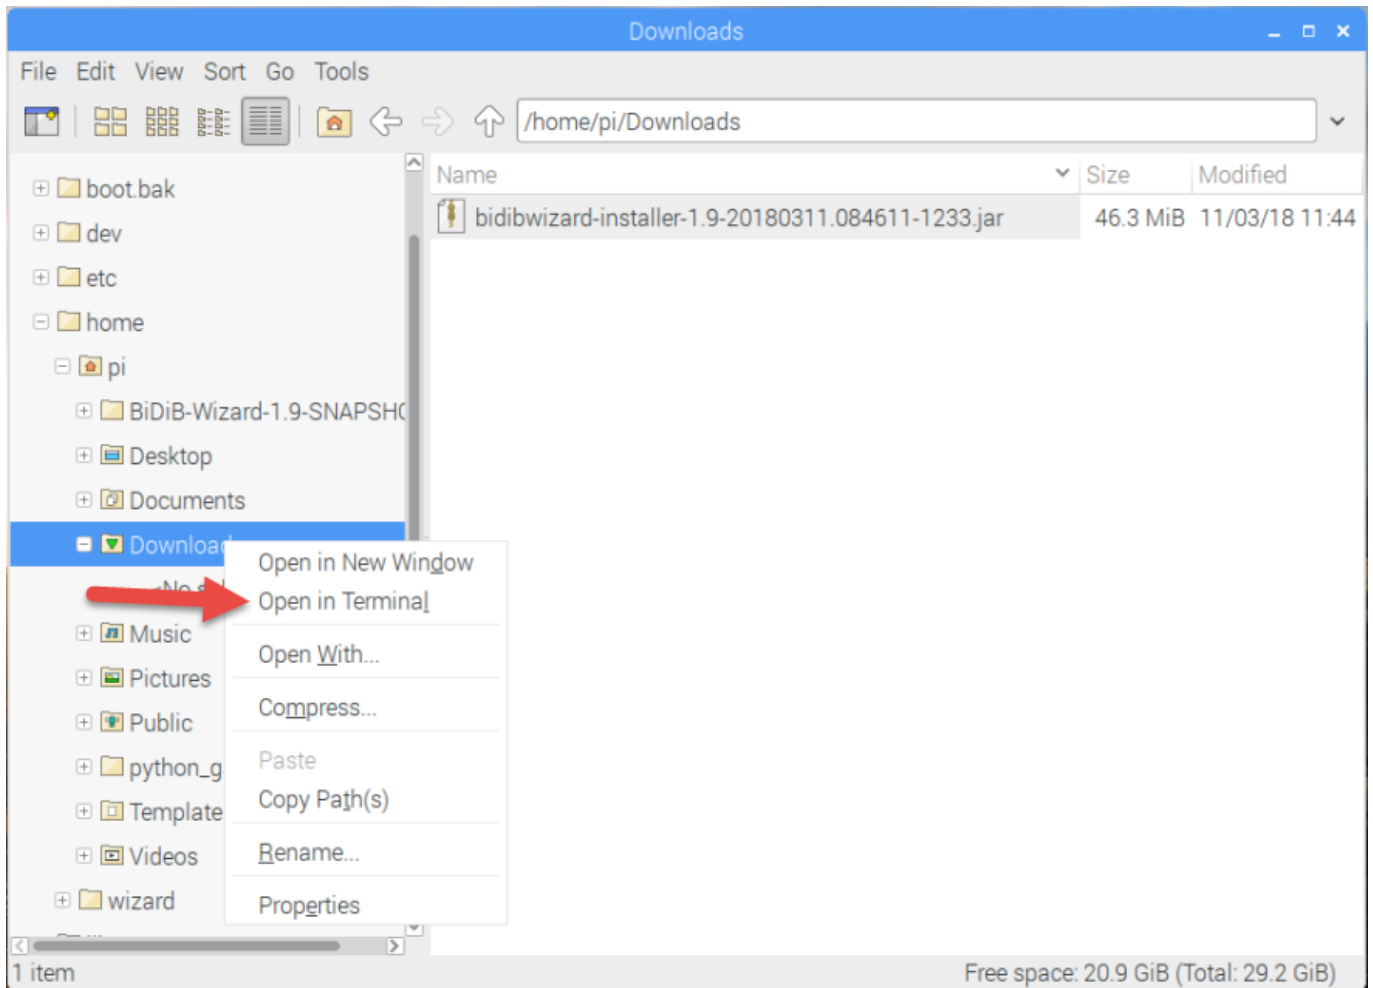 Downloads
File Edit View Sort Go Tools
/home/pi/Downloads
Name Size Modified
bidibwizard-installer-1.9-20180311.084611-1233.jar 46.3 MiB 11/03/18 11:44
boot.bak
dev
etc
home
pi
BiDiB-Wizard-1.9-SNAPSH
Desktop
Documents
Download
<No
Music
Pictures
Public
python_g
Template
Videos
wizard
Open in New Window
Open in Terminal
Open With...
Compress...
Paste
Copy Path(s)
Rename...
Properties
1 item
Free space: 20.9 GiB (Total: 29.2 GiB)